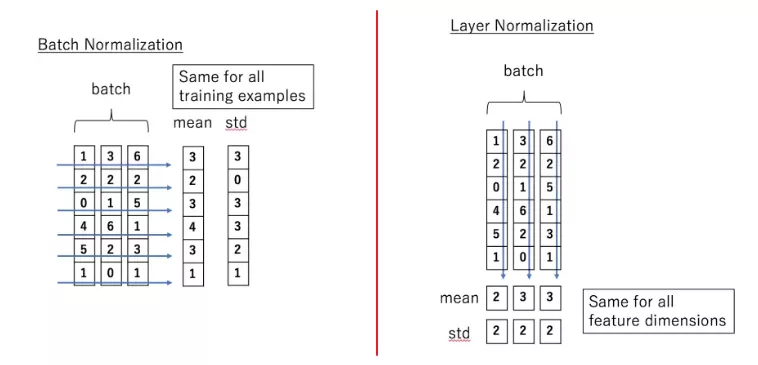 Batch Normalization
batch
Same for all
training examples
mean std
1 3 6 3 3
2 2 2 2 0
0 1 5 3 3
4 6 1 4 3
5 2 3 3 2
1 0 1 1 1
Layer Normalization
batch
1 3 6
2 2 2
0 1 5
4 6 1
5 2 3
1 0 1
mean 2 3 3
std 2 2 2
Same for all
feature dimensions